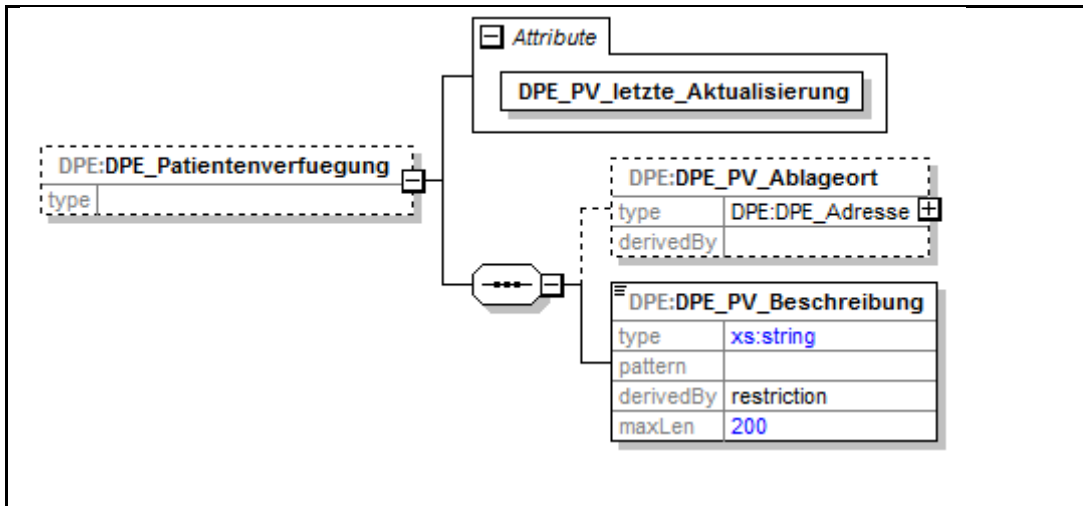 Attribute
DPE_PV_letzte_Aktualisierung
DPE:DPE_Patientenverfuegung
type
DPE:DPE_PV_Ablageort
type DPE:DPE_Adresse
derivedBy
DPE:DPE_PV_Beschreibung
type xs:string
pattern
derivedBy restriction
maxLen 200